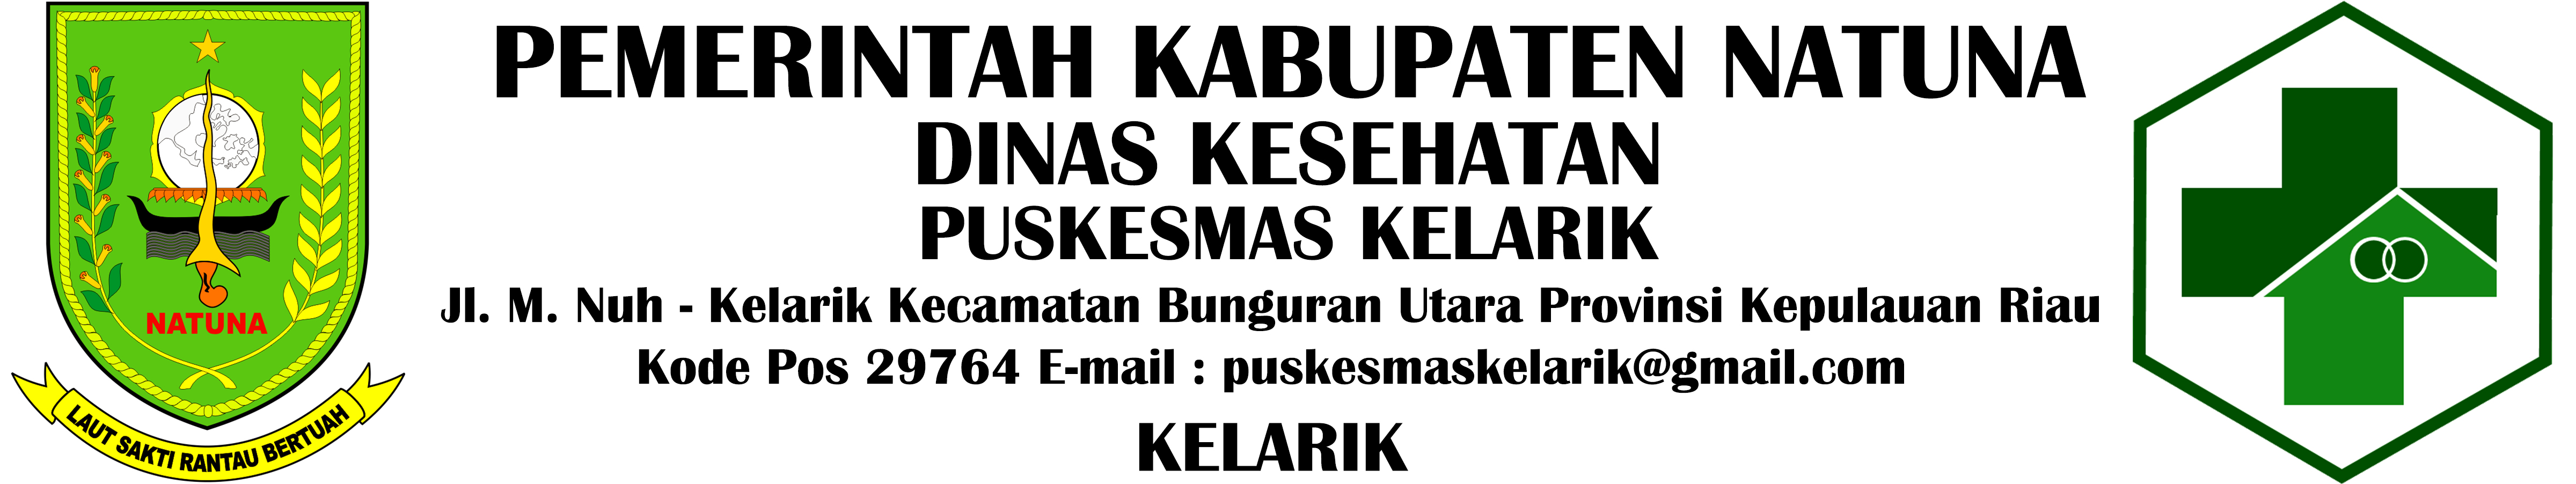 PEMERINTAH KABUPATEN NATUNA
DINAS KESEHATAN
PUSKESMAS KELARIK
Jl. M. Nuh - Kelarik Kecamatan Bunguran Utara Provinsi Kepulauan Riau
Kode Pos 29764 E-mail : puskesmaskelarik@gmail.com
KELARIK
NATUNA
LAUT SAKTI RANTAU BERTUAH